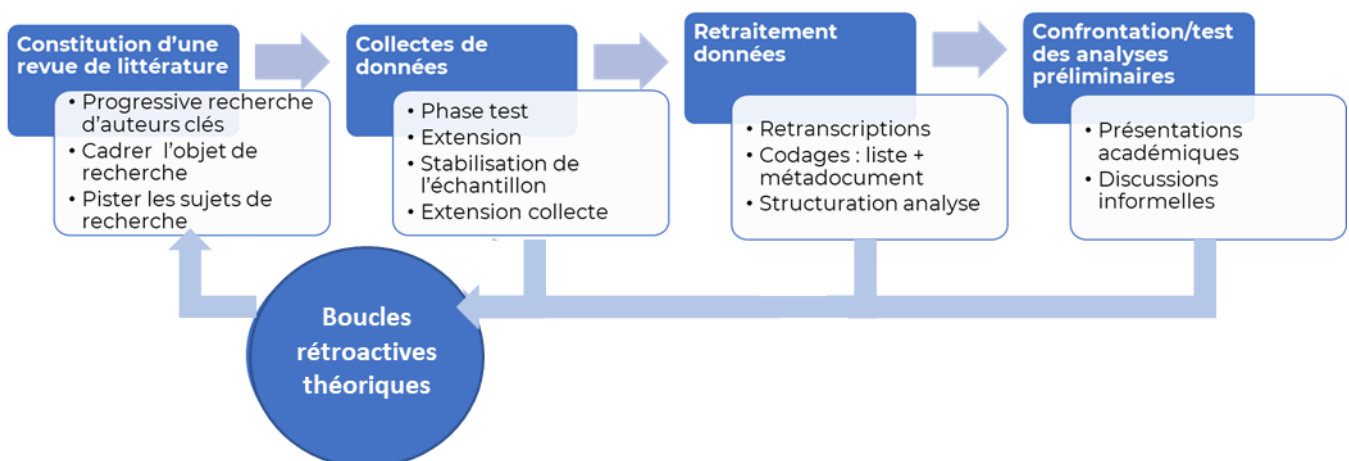 Constitution d'une
revue de littérature
• Progressive recherche
d'auteurs clés
• Cadrer l'objet de
recherche
• Pister les sujets de
recherche
Collectes de
données
• Phase test
• Extension
• Stabilisation de
l'échantillon
• Extension collecte
Retraitement
données
• Retranscriptions
• Codages : liste +
métadocument
• Structuration analyse
Confrontation/test
des analyses
préliminaires
• Présentations
académiques
• Discussions
informelles
Boucles
rétroactives
théoriques